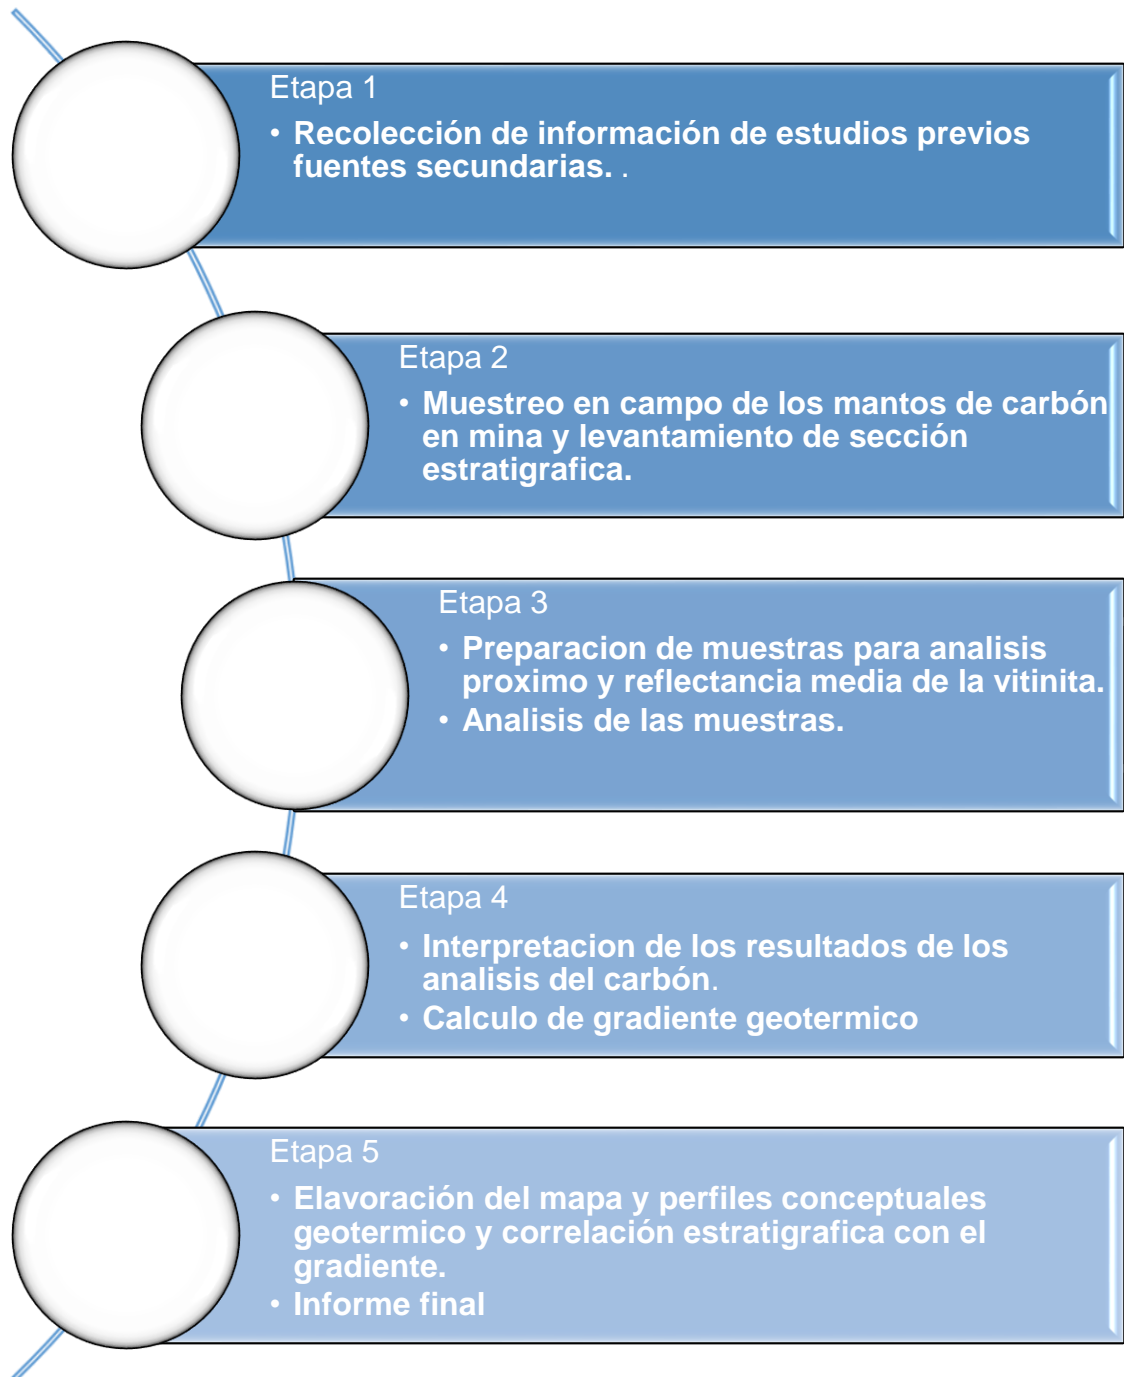 Etapa 1
• Recolección de información de estudios previos
fuentes secundarias. .
Etapa 2
• Muestreo en campo de los mantos de carbón
en mina y levantamiento de sección
estratigrafica.
Etapa 3
• Preparacion de muestras para analisis
proximo y reflectancia media de la vitinita.
• Analisis de las muestras.
Etapa 4
• Interpretacion de los resultados de los
analisis del carbón.
• Calculo de gradiente geotermico
Etapa 5
• Elavoración del mapa y perfiles conceptuales
geotermico y correlación estratigrafica con el
gradiente.
• Informe final